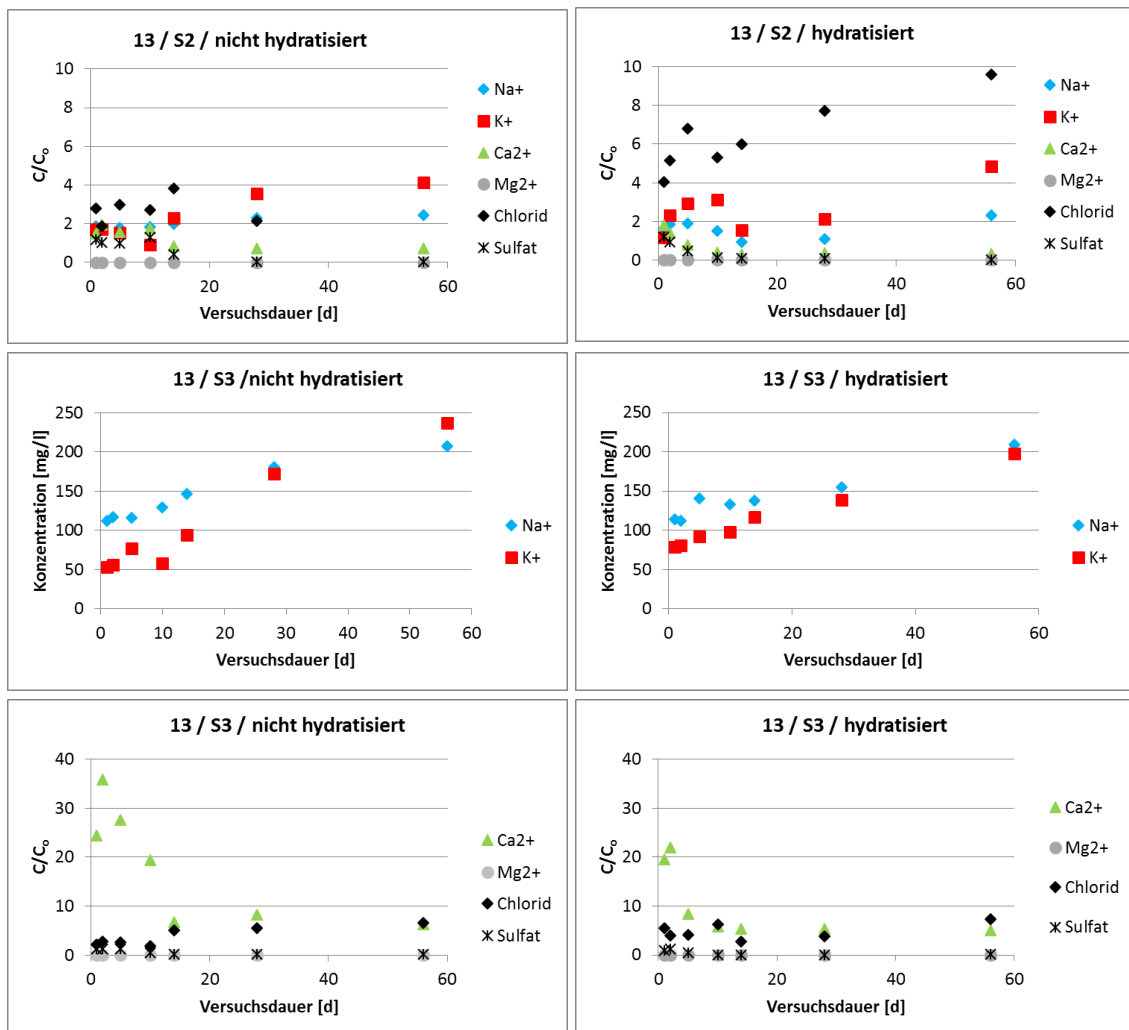 13 / S2 / nicht hydratisiert
10
8
6
4
2
0
C/Co
0
20
40
60
Versuchsdauer [d]
Na+
K+
Ca2+
Mg2+
Chlorid
Sulfat
13 / S2 / hydratisiert
10
8
6
4
2
0
C/Co
0
20
40
60
Versuchsdauer [d]
Na+
K+
Ca2+
Mg2+
Chlorid
Sulfat
13 / S3 /nicht hydratisiert
250
200
150
100
50
0
Konzentration [mg/l]
0
10
20
30
40
50
60
Versuchsdauer [d]
Na+
K+
13 / S3 / hydratisiert
250
200
150
100
50
0
Konzentration [mg/l]
0
20
40
60
Versuchsdauer [d]
Na+
K+
13 / S3 / nicht hydratisiert
40
30
20
10
0
C/Co
0
20
40
60
Versuchsdauer [d]
Ca2+
Mg2+
Chlorid
Sulfat
13 / S3 / hydratisiert
40
30
20
10
0
C/Co
0
20
40
60
Versuchsdauer [d]
Ca2+
Mg2+
Chlorid
Sulfat